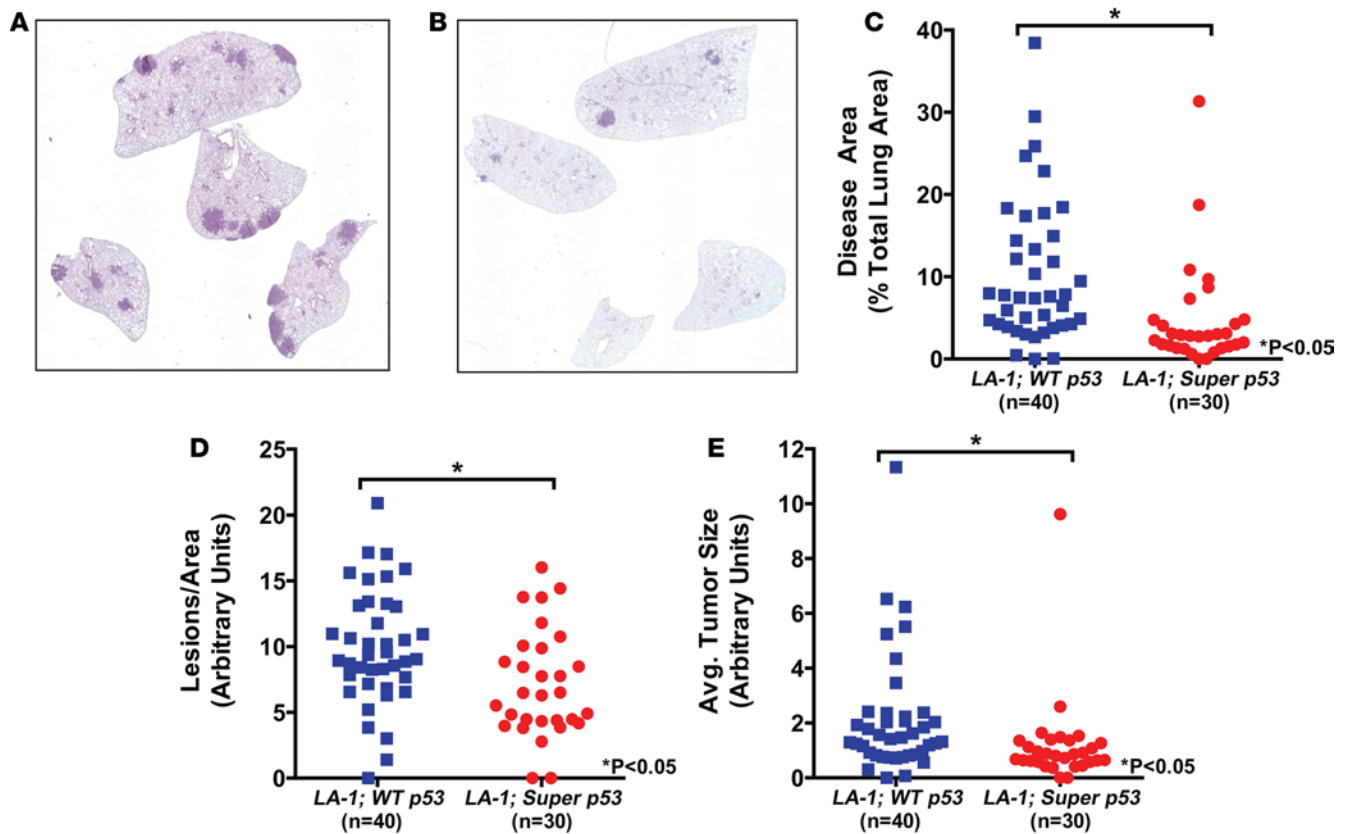 A
B
C
*
40
30
20
10
0
Disease Area
(% Total Lung Area)
*P<0.05
LA-1; WT p53
(n=40)
LA-1; Super p53
(n=30)
D
*
25
20
15
10
5
0
Lesions/Area
(Arbitrary Units)
*P<0.05
LA-1; WT p53
(n=40)
LA-1; Super p53
(n=30)
E
*
12
10
8
6
4
2
0
Avg. Tumor Size
(Arbitrary Units)
*P<0.05
LA-1; WT p53
(n=40)
LA-1; Super p53
(n=30)